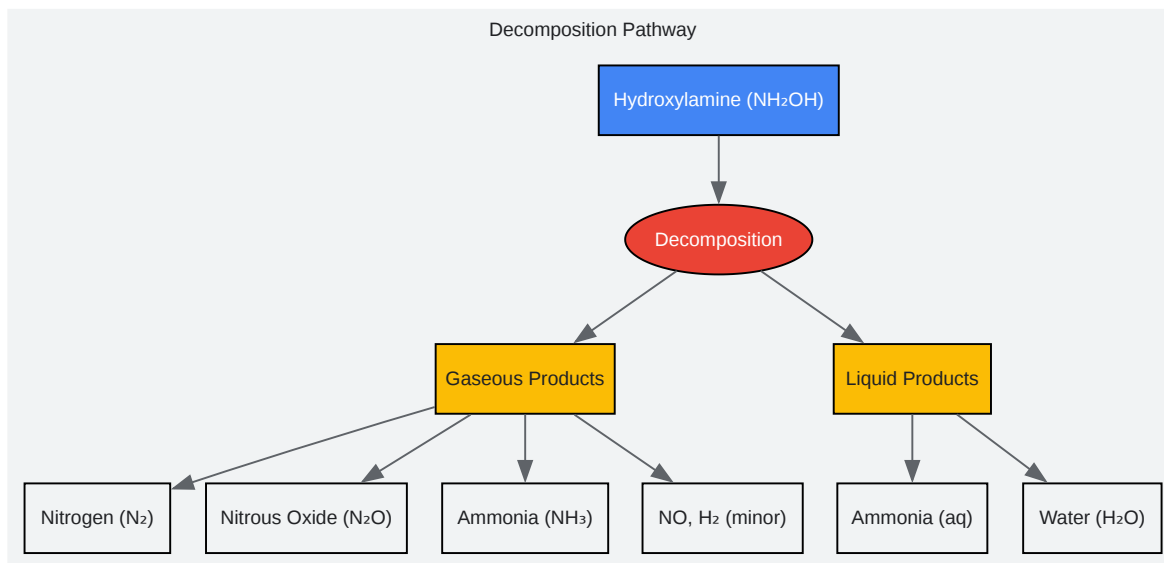 Decomposition Pathway
Hydroxylamine (NH₂OH)
Decomposition
Gaseous Products
Liquid Products
Nitrogen (N₂)
Nitrous Oxide (N₂O)
Ammonia (NH₃)
NO, H₂ (minor)
Ammonia (aq)
Water (H₂O)